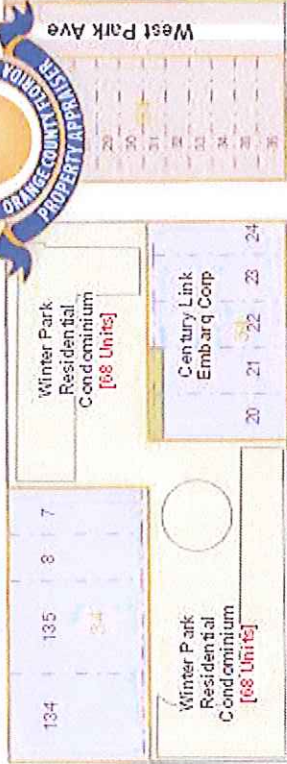 ORANGE COUNTY FLORIDA
PROPERTY APPRAISER
West Park Ave
29
30
31
32
33
34
35
36
Winter Park
Residential
Condominium
[68 Units]
Century Link
Embarq Corp
20 21 22 23 24
134 135 8 7
34
Winter Park
Residential
Condominium
[68 Units]